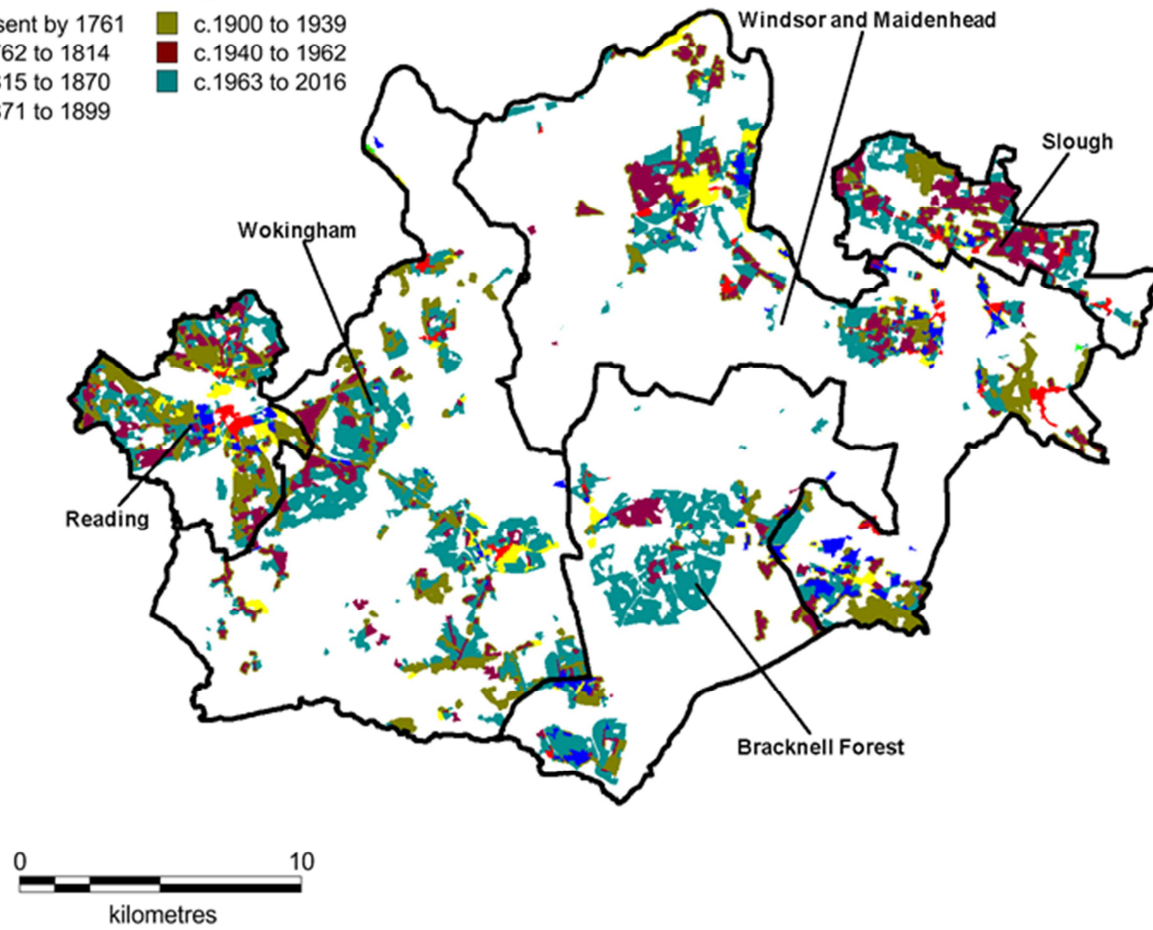 sent by 1761
762 to 1814
815 to 1870
871 to 1899
c.1900 to 1939
c.1940 to 1962
c.1963 to 2016
Windsor and Maidenhead
Slough
Wokingham
Reading
Bracknell Forest
0 10
kilometres